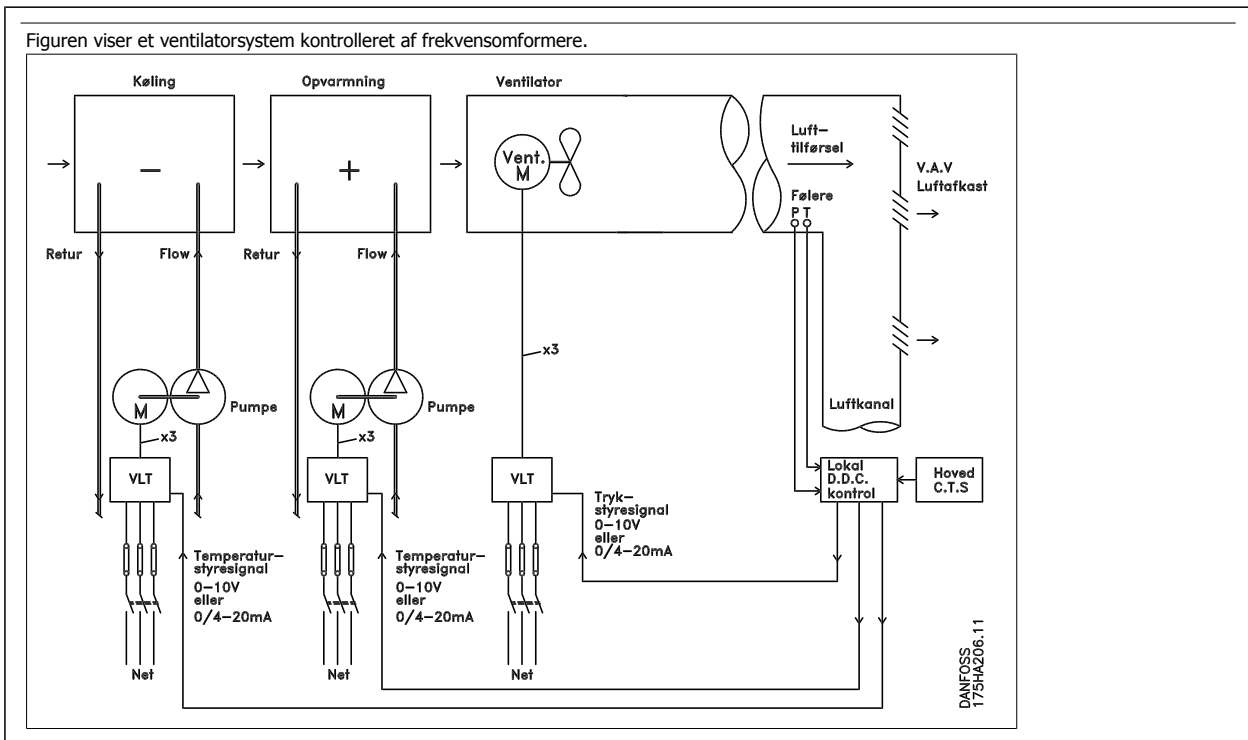 Figuren viser et ventilatorsystem kontrolleret af frekvensomformere.
Køling
Opvarmning
Ventilator
−
+
Vent.
M
Luft−
tilførsel
Følere
P T
V.A.V
Luftafkast
Retur
Flow
Retur
Flow
x3
M
Pumpe
M
Pumpe
Luftkanal
x3
x3
VLT
VLT
VLT
Lokal
D.D.C.
kontrol
Hoved
C.T.S
Tryk−
styresignal
0−10V
eller
0/4−20mA
Temperatur−
styresignal
0−10V
eller
0/4−20mA
Temperatur−
styresignal
0−10V
eller
0/4−20mA
Net
Net
Net
DANFOSS
175HA206.11